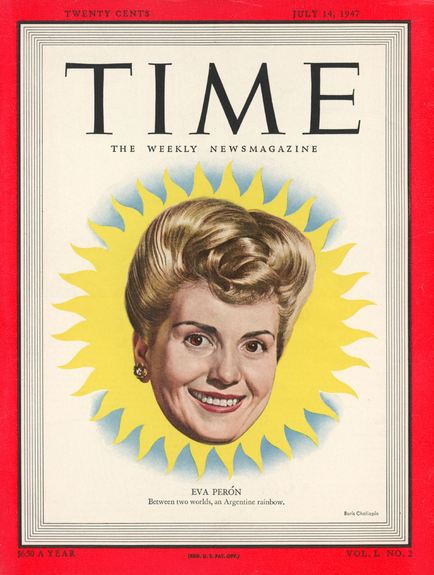 TWENTY CENTS JULY 14, 1947
TIME
THE WEEKLY NEWSMAGAZINE
EVA PERÓN
Between two worlds, an Argentine rainbow.
Boris Chaliapin
$6.50 A YEAR (REG. U. S. PAT. OFF.) VOL. L NO. 2